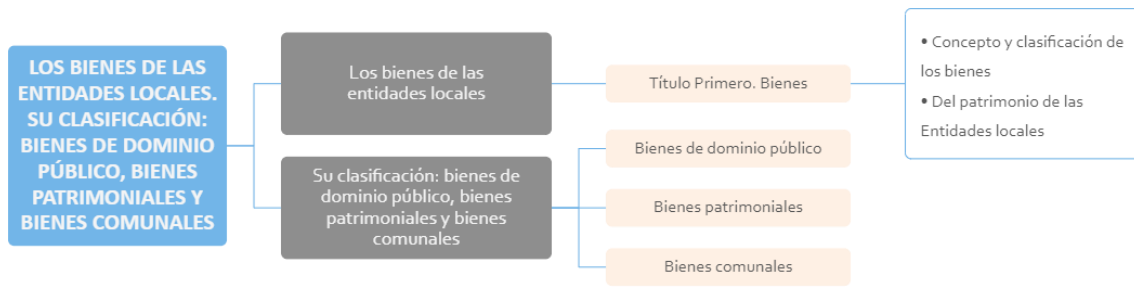 LOS BIENES DE LAS
ENTIDADES LOCALES.
SU CLASIFICACIÓN:
BIENES DE DOMINIO
PÚBLICO, BIENES
PATRIMONIALES Y
BIENES COMUNALES
Los bienes de las
entidades locales
Título Primero. Bienes
• Concepto y clasificación de
los bienes
• Del patrimonio de las
Entidades locales
Su clasificación: bienes de
dominio público, bienes
patrimoniales y bienes
comunales
Bienes de dominio público
Bienes patrimoniales
Bienes comunales